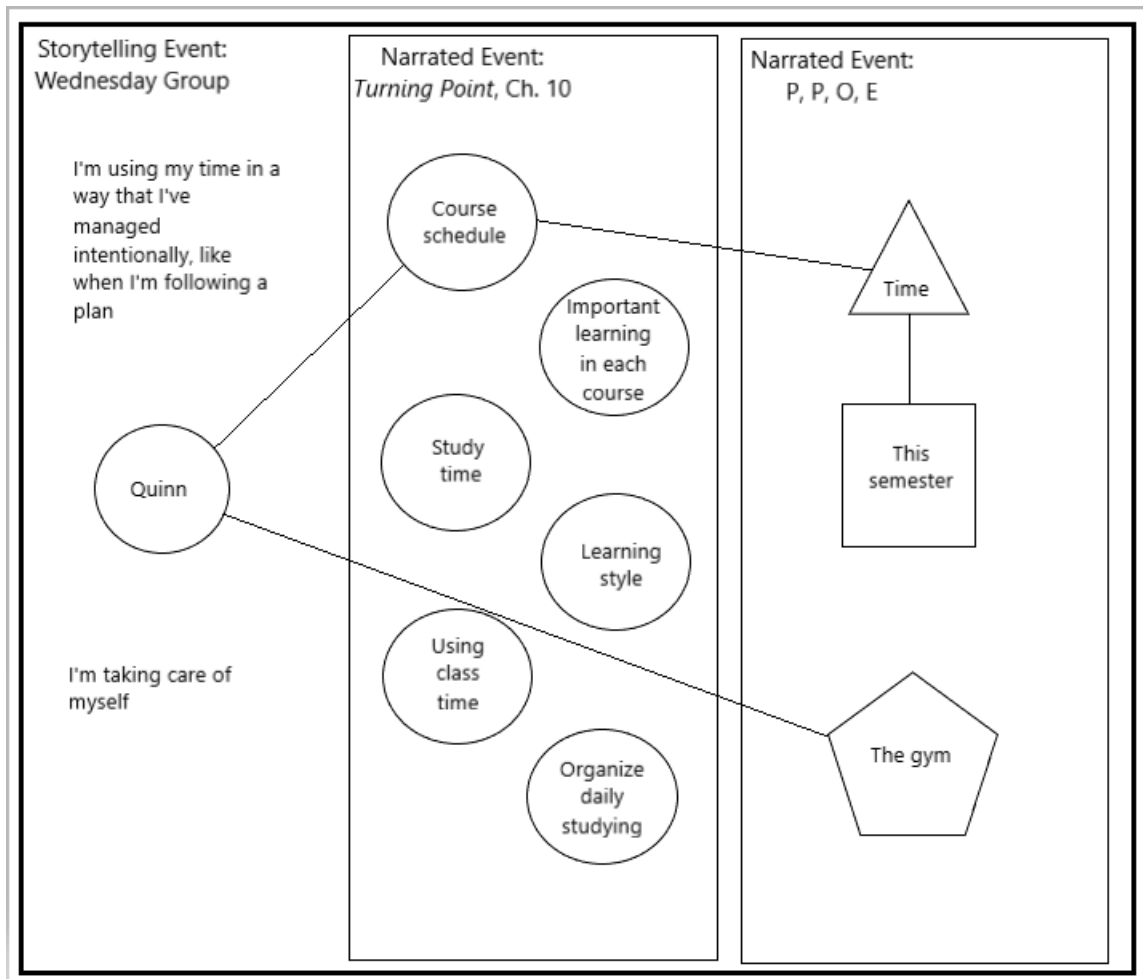 Storytelling Event:
Wednesday Group
I'm using my time in a
way that I've
managed
intentionally, like
when I'm following a
plan
Quinn
I'm taking care of
myself
Narrated Event:
Turning Point, Ch. 10
Course
schedule
Important
learning
in each
course
Study
time
Learning
style
Using
class
time
Organize
daily
studying
Narrated Event:
P, P, O, E
Time
This
semester
The gym